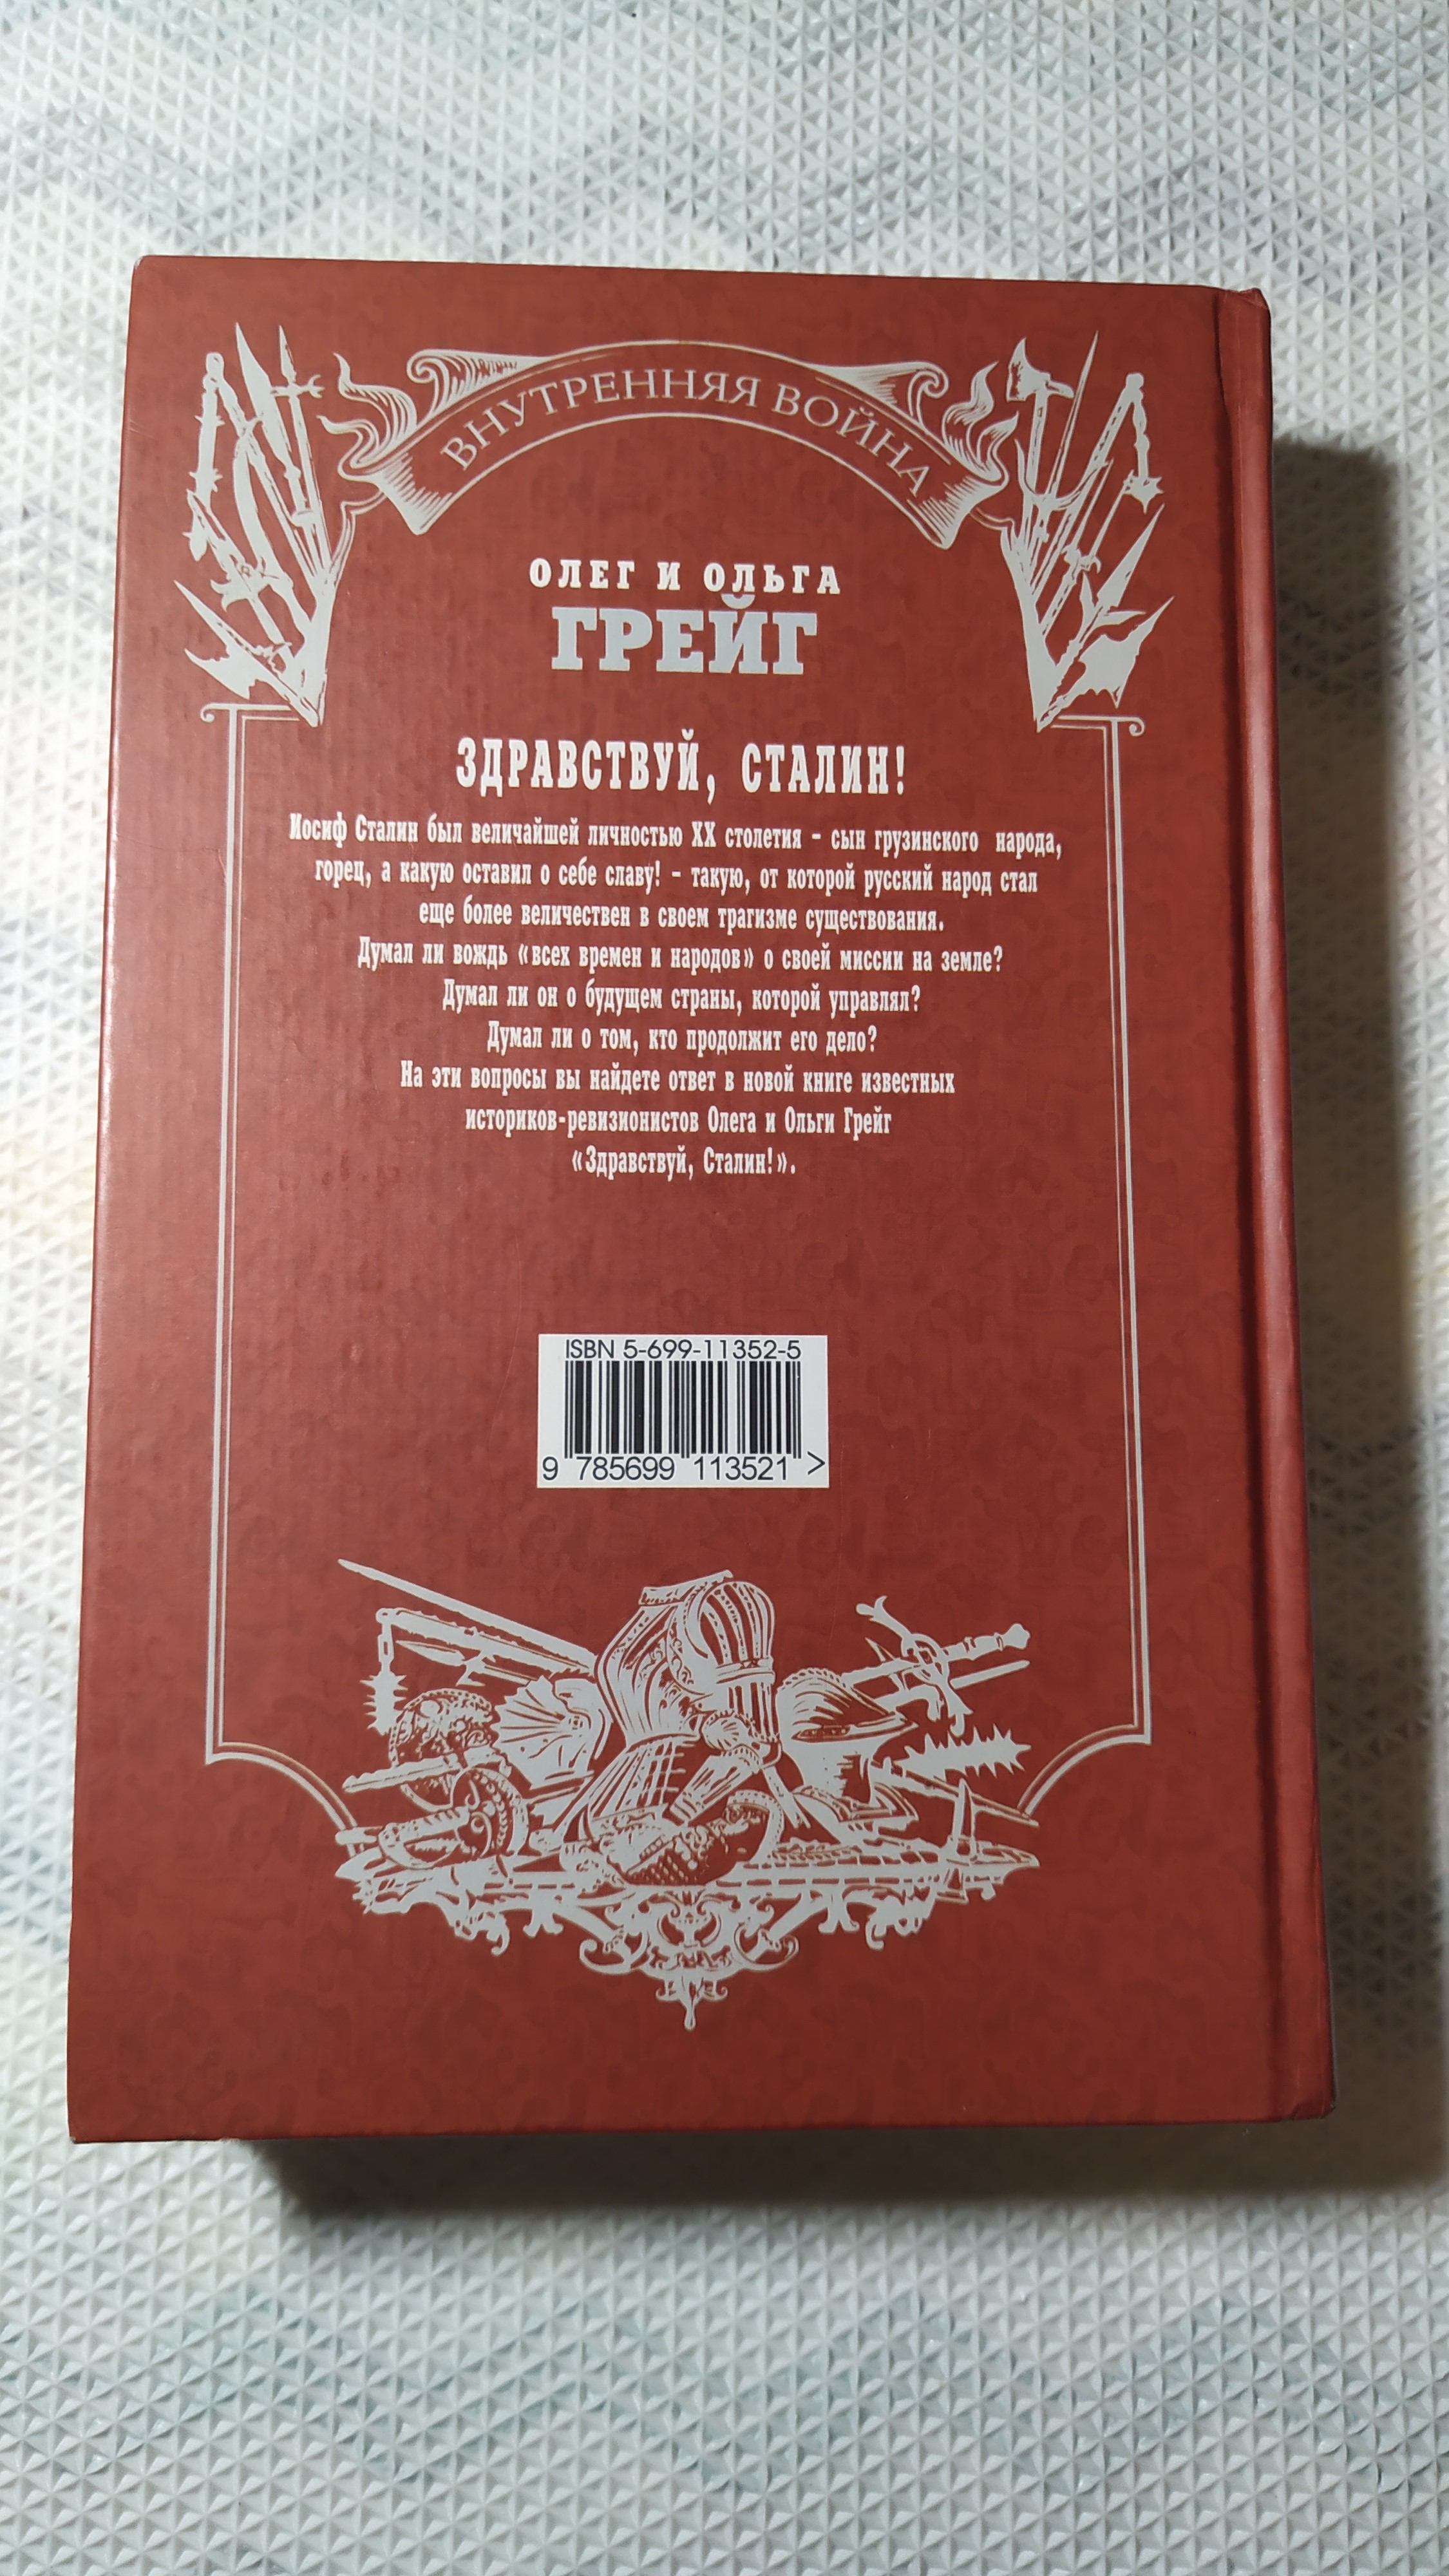 ВНУТРЕННЯЯ ВОЙНА
ОЛЕГ И ОЛЬГА
ГРЕЙГ
ЗДРАВСТВУЙ, СТАЛИН!
Иосиф Сталин был величайшей личностью XX столетия - сын грузинского народа,
горец, а какую оставил о себе славу! - такую, от которой русский народ стал
еще более величествен в своем трагизме существования.
Думал ли вождь «всех времен и народов» о своей миссии на земле?
Думал ли он о будущем страны, которой управлял?
Думал ли о том, кто продолжит его дело?
На эти вопросы вы найдете ответ в новой книге известных
историков-ревизионистов Олега и Ольги Грейг
«Здравствуй, Сталин!».
ISBN 5-699-11352-5
9 785699 113521 >